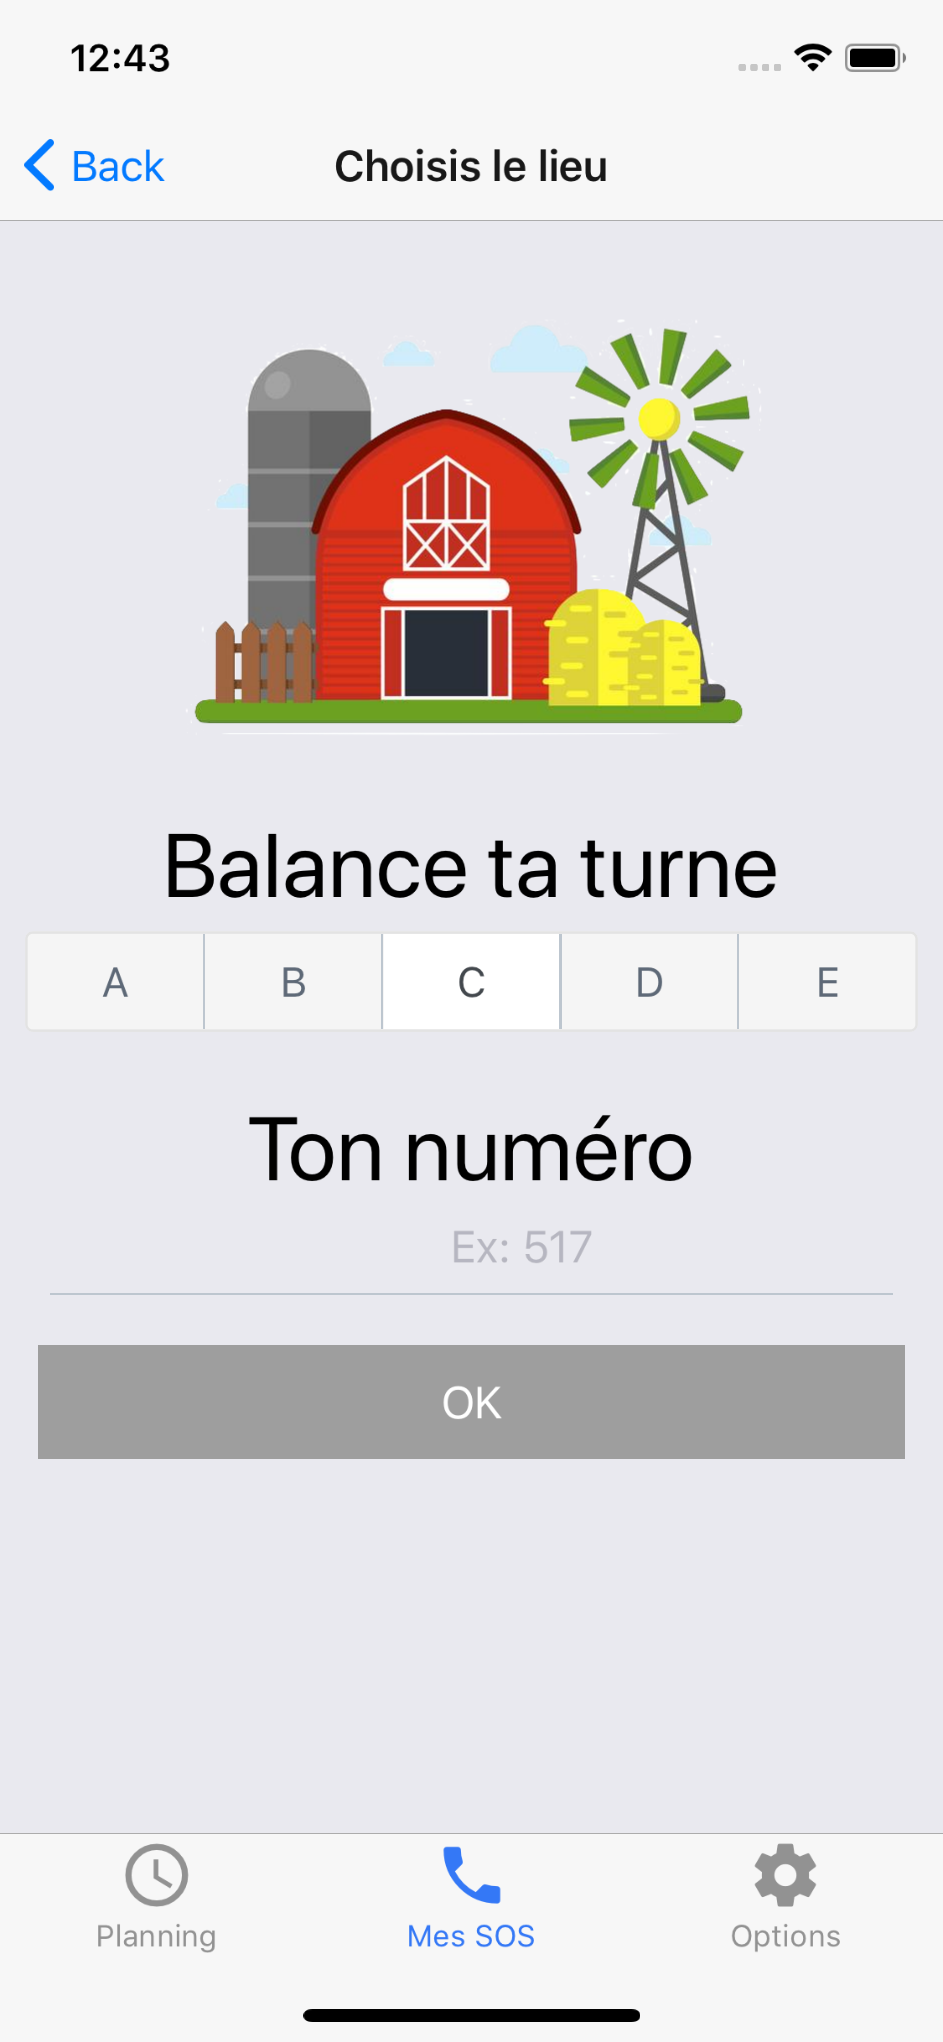 12:43
Back
Choisis le lieu
Balance ta turne
A B C D E
Ton numéro
Ex: 517
OK
Planning Mes SOS Options